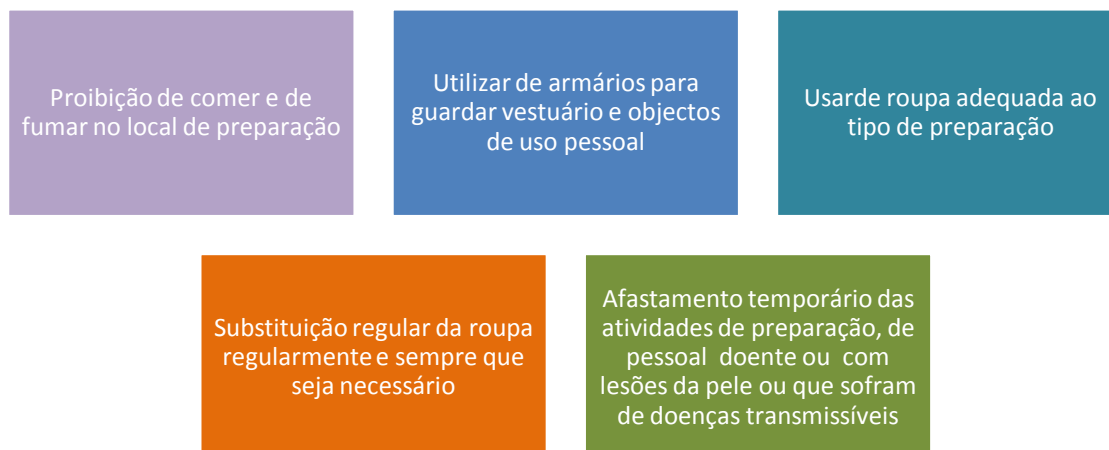 Proibição de comer e de
fumar no local de preparação
Utilizar de armários para
guardar vestuário e objectos
de uso pessoal
Usarde roupa adequada ao
tipo de preparação
Substituição regular da roupa
regularmente e sempre que
seja necessário
Afastamento temporário das
atividades de preparação, de
pessoal doente ou com
lesões da pele ou que sofram
de doenças transmissíveis